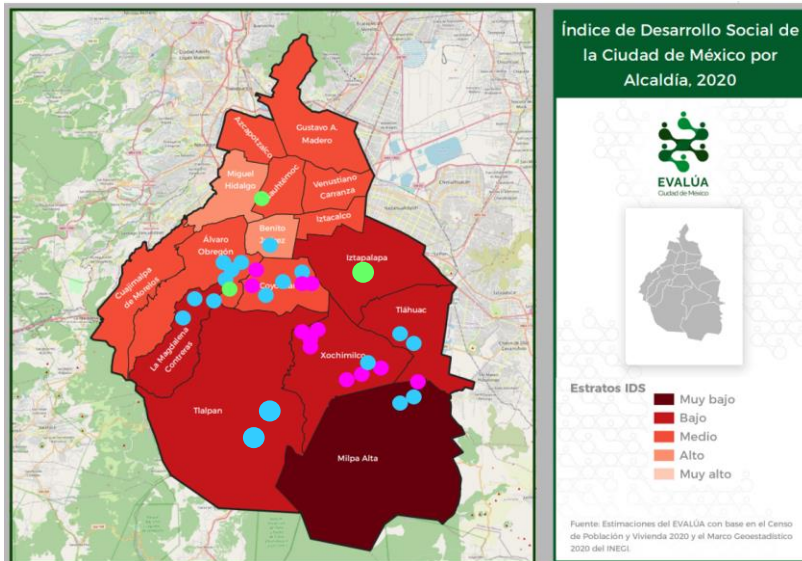 Índice de Desarrollo Social de
la Ciudad de México por
Alcaldía, 2020
EVALÚA
Ciudad de México
Estratos IDS
Muy bajo
Bajo
Medio
Alto
Muy alto
Fuente: Estimaciones del EVALÚA con base en el Censo
de Población y Vivienda 2020 y el Marco Geoestadístico
2020 del INEGI.
Gustavo A.
Madero
Azcapotzalco
Miguel
Hidalgo
Venustiano
Carranza
Iztacalco
Benito
Álvaro
Obregón
Iztapalapa
Cuajimalpa
de Morelos
Tláhuac
La Magdalena
Contreras
Xochimilco
Tlalpan
Milpa Alta